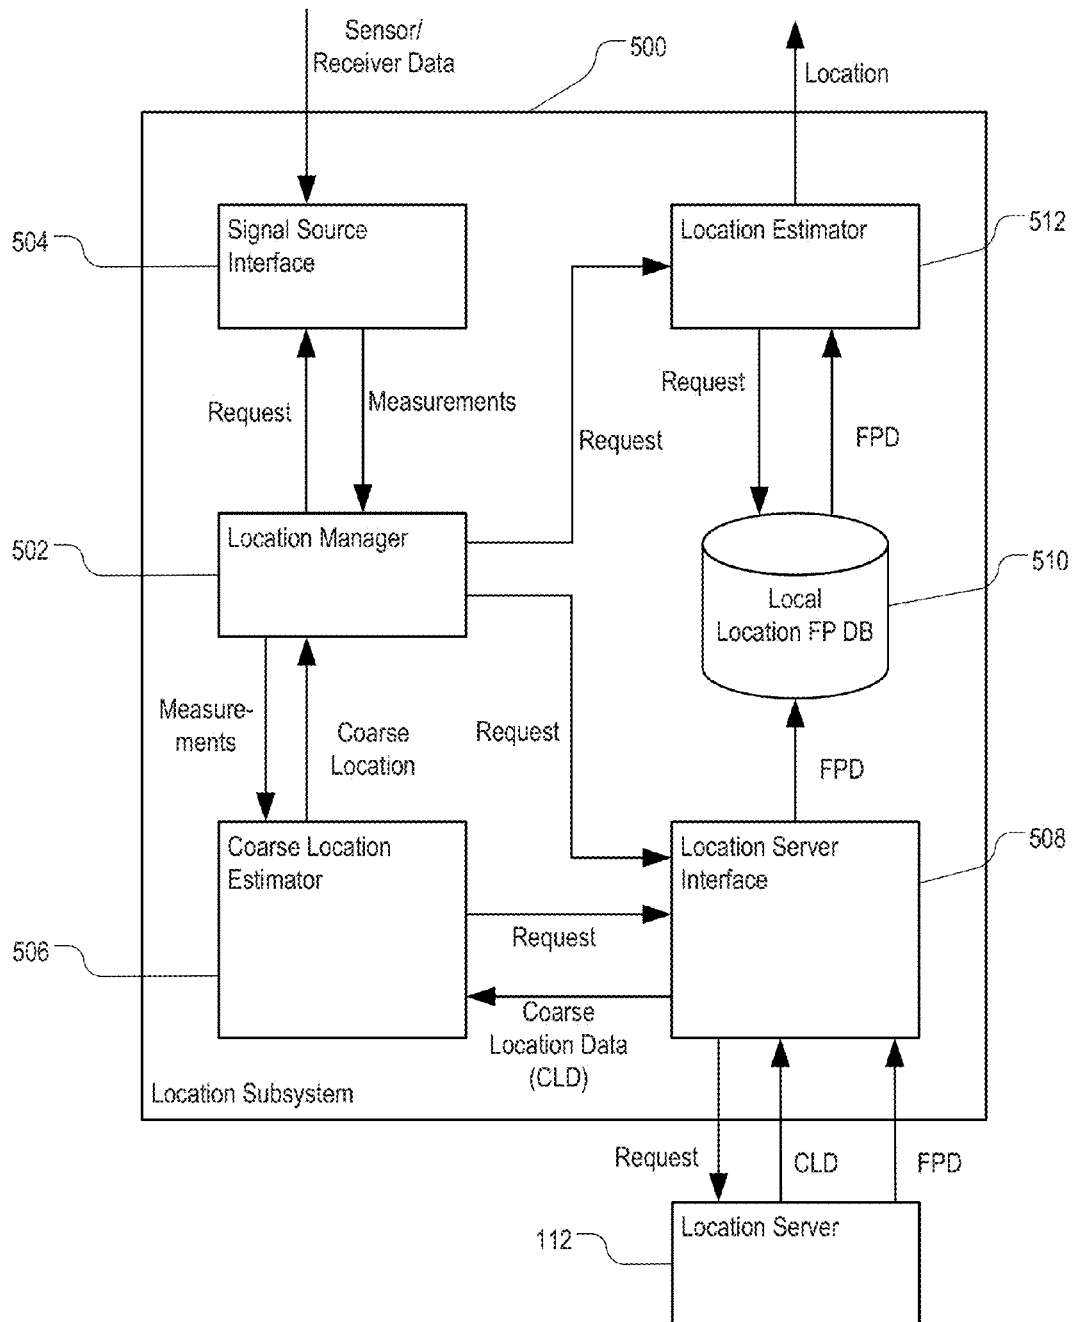 Sensor/
Receiver Data
500
Location
Signal Source
Interface
504
Location Estimator
512
Request
Measurements
Request
Request
FPD
Location Manager
502
Local
Location FP DB
510
Measure-
ments
Coarse
Location
Request
FPD
Coarse Location
Estimator
506
Location Server
Interface
508
Request
Coarse
Location Data
(CLD)
Location Subsystem
Request
CLD
FPD
Location Server
112